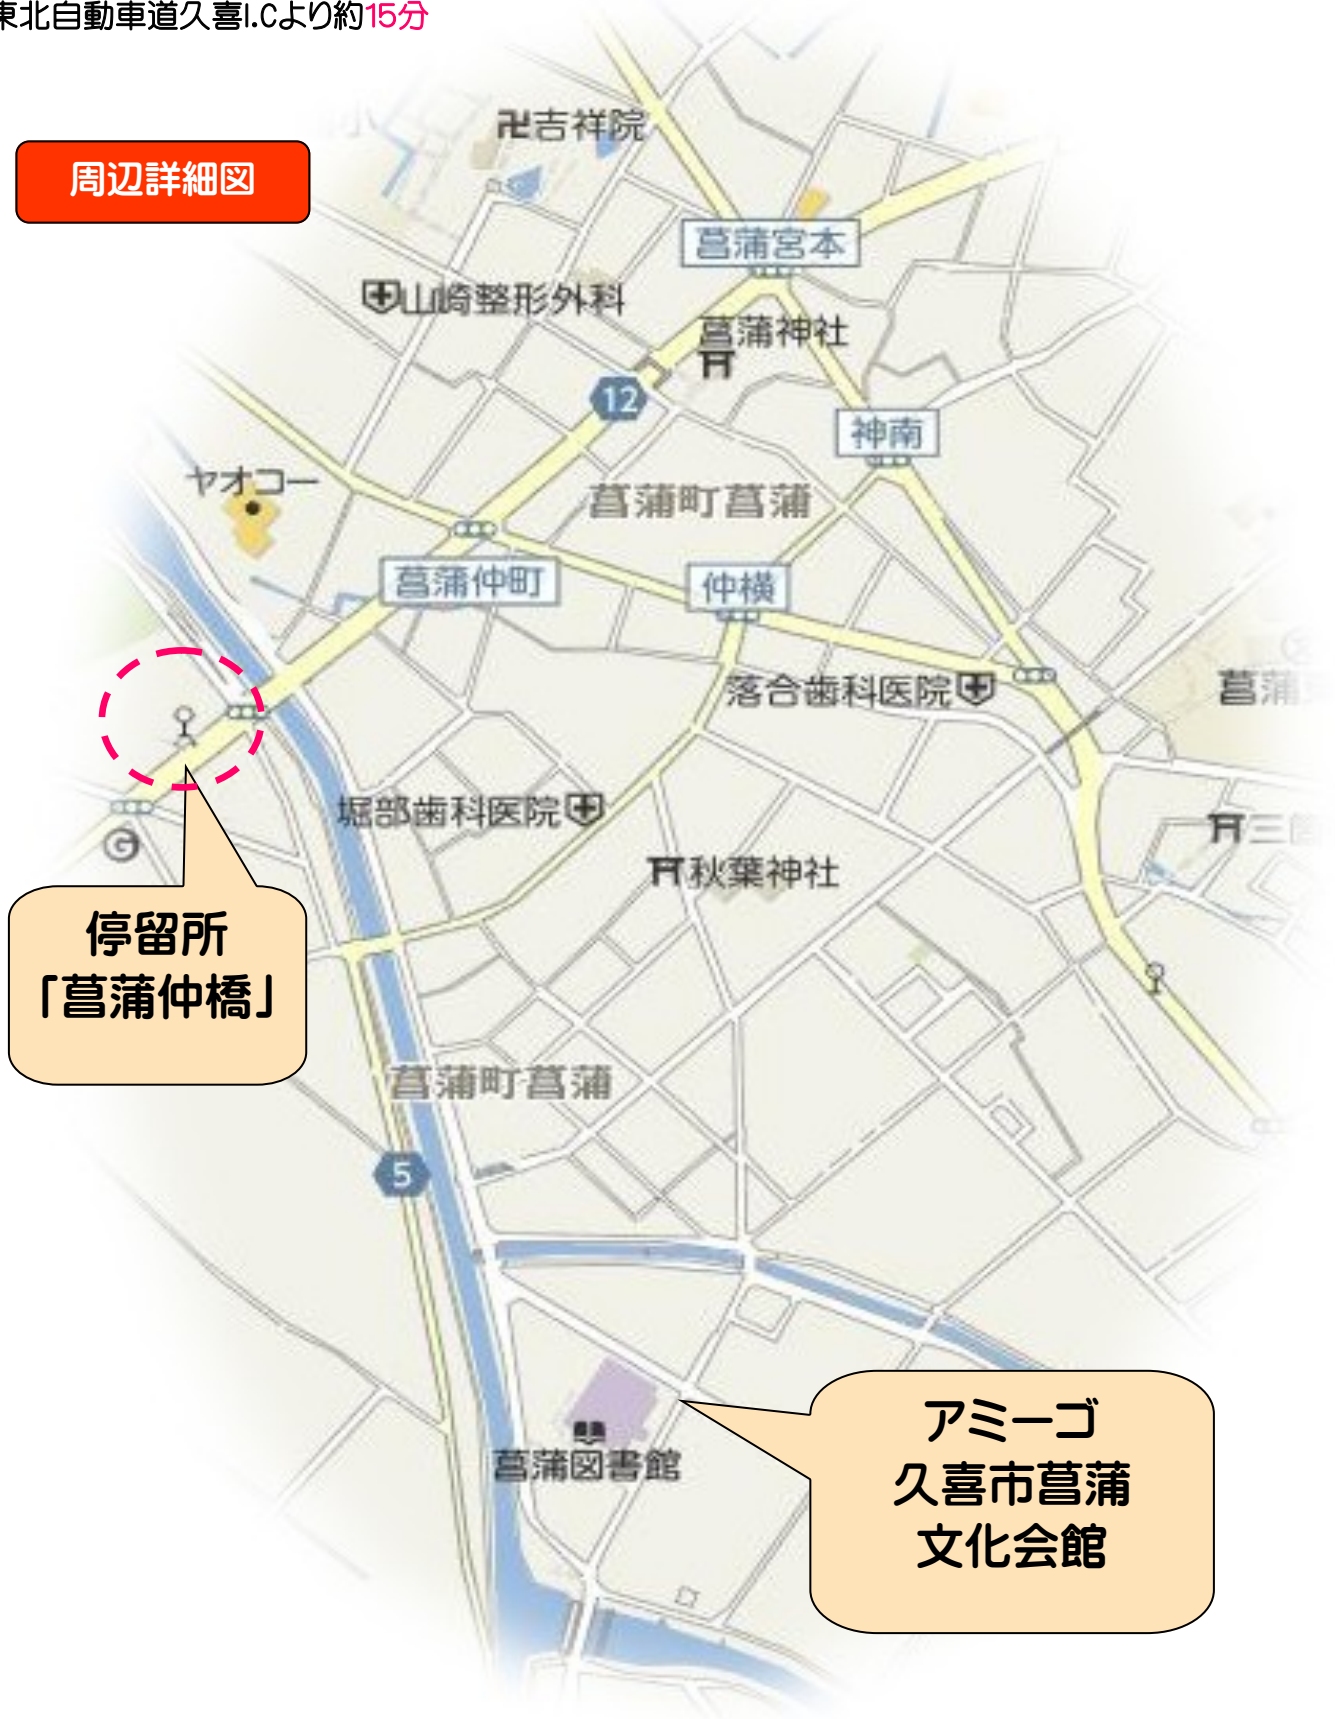 東北自動車道久喜I.Cより約15分
卍吉祥院
周辺詳細図
菖蒲宮本
山崎整形外科
菖蒲神社
12
神南
ヤオコー
菖蒲町菖蒲
菖蒲仲町
仲横
落合歯科医院
菖蒲
堀部歯科医院
三箇
G
秋葉神社
停留所
「菖蒲仲橋」
菖蒲町菖蒲
5
アミーゴ
久喜市菖蒲
文化会館
菖蒲図書館